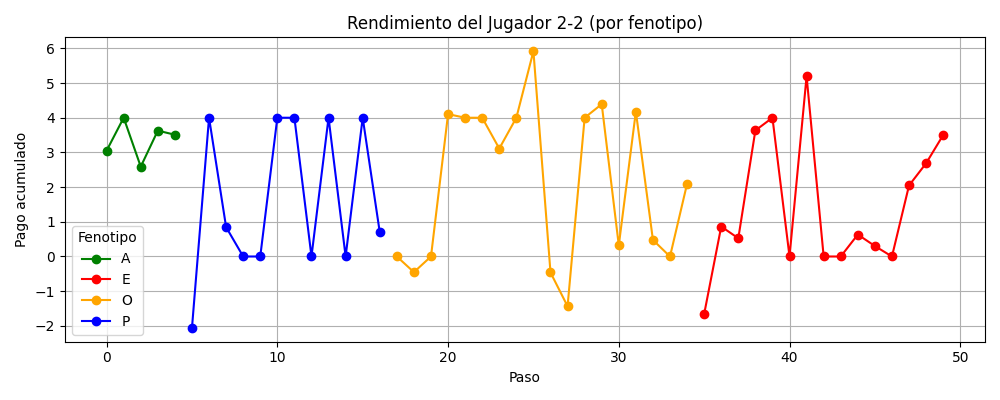 Rendimiento del Jugador 2-2 (por fenotipo)
Pago acumulado
6
5
4
3
2
1
0
−1
−2
Fenotipo
A
E
O
P
0
10
20
30
40
50
Paso